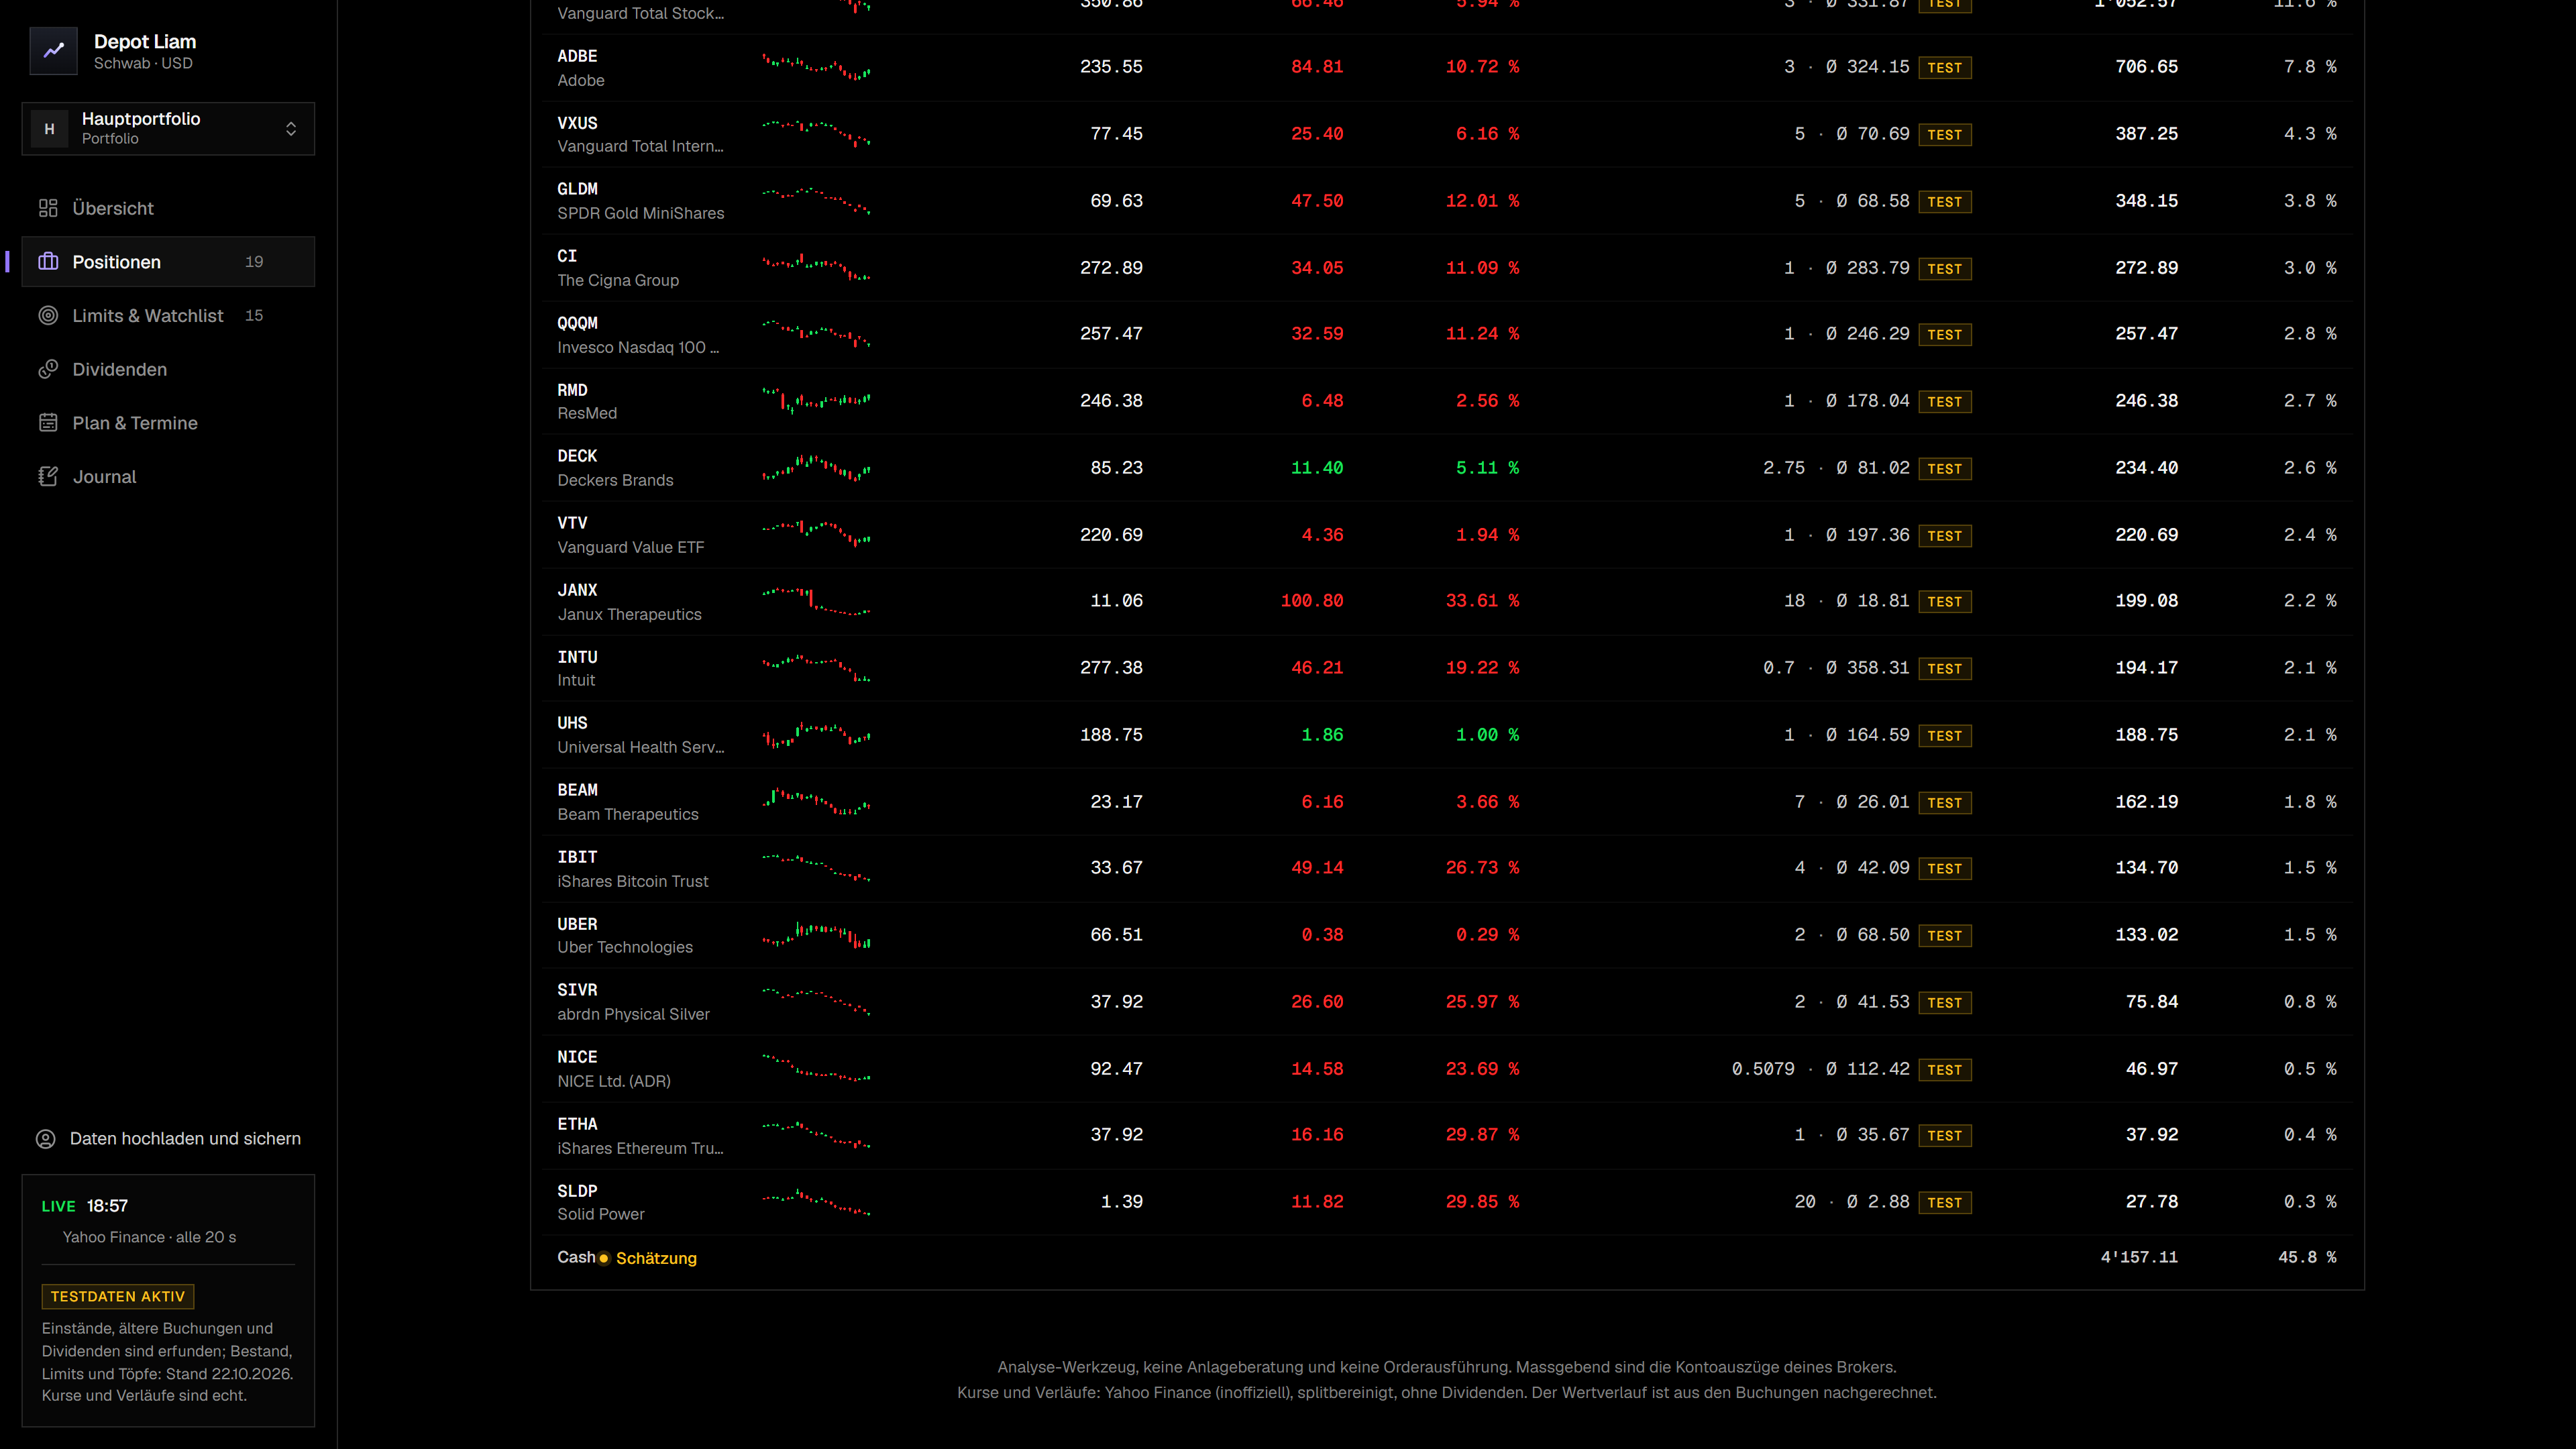 Depot Liam
Schwab · USD
H
Hauptportfolio
Portfolio
Übersicht
Positionen 19
Limits & Watchlist 15
Dividenden
Plan & Termine
Journal
Daten hochladen und sichern
LIVE 18:57
Yahoo Finance · alle 20 s
TESTDATEN AKTIV
Einstände, ältere Buchungen und
Dividenden sind erfunden; Bestand,
Limits und Töpfe: Stand 22.10.2026.
Kurse und Verläufe sind echt.
350.86 66.46 5.94 % 3 · Ø 331.87 TEST 1'052.57 11.6 %
Vanguard Total Stock...
ADBE
Adobe
235.55 84.81 10.72 % 3 · Ø 324.15 TEST 706.65 7.8 %
VXUS
Vanguard Total Intern...
77.45 25.40 6.16 % 5 · Ø 70.69 TEST 387.25 4.3 %
GLDM
SPDR Gold MiniShares
69.63 47.50 12.01 % 5 · Ø 68.58 TEST 348.15 3.8 %
CI
The Cigna Group
272.89 34.05 11.09 % 1 · Ø 283.79 TEST 272.89 3.0 %
QQQM
Invesco Nasdaq 100 ...
257.47 32.59 11.24 % 1 · Ø 246.29 TEST 257.47 2.8 %
RMD
ResMed
246.38 6.48 2.56 % 1 · Ø 178.04 TEST 246.38 2.7 %
DECK
Deckers Brands
85.23 11.40 5.11 % 2.75 · Ø 81.02 TEST 234.40 2.6 %
VTV
Vanguard Value ETF
220.69 4.36 1.94 % 1 · Ø 197.36 TEST 220.69 2.4 %
JANX
Janux Therapeutics
11.06 100.80 33.61 % 18 · Ø 18.81 TEST 199.08 2.2 %
INTU
Intuit
277.38 46.21 19.22 % 0.7 · Ø 358.31 TEST 194.17 2.1 %
UHS
Universal Health Serv...
188.75 1.86 1.00 % 1 · Ø 164.59 TEST 188.75 2.1 %
BEAM
Beam Therapeutics
23.17 6.16 3.66 % 7 · Ø 26.01 TEST 162.19 1.8 %
IBIT
iShares Bitcoin Trust
33.67 49.14 26.73 % 4 · Ø 42.09 TEST 134.70 1.5 %
UBER
Uber Technologies
66.51 0.38 0.29 % 2 · Ø 68.50 TEST 133.02 1.5 %
SIVR
abrdn Physical Silver
37.92 26.60 25.97 % 2 · Ø 41.53 TEST 75.84 0.8 %
NICE
NICE Ltd. (ADR)
92.47 14.58 23.69 % 0.5079 · Ø 112.42 TEST 46.97 0.5 %
ETHA
iShares Ethereum Tru...
37.92 16.16 29.87 % 1 · Ø 35.67 TEST 37.92 0.4 %
SLDP
Solid Power
1.39 11.82 29.85 % 20 · Ø 2.88 TEST 27.78 0.3 %
Cash Schätzung 4'157.11 45.8 %
Analyse-Werkzeug, keine Anlageberatung und keine Orderausführung. Massgebend sind die Kontoauszüge deines Brokers.
Kurse und Verläufe: Yahoo Finance (inoffiziell), splitbereinigt, ohne Dividenden. Der Wertverlauf ist aus den Buchungen nachgerechnet.